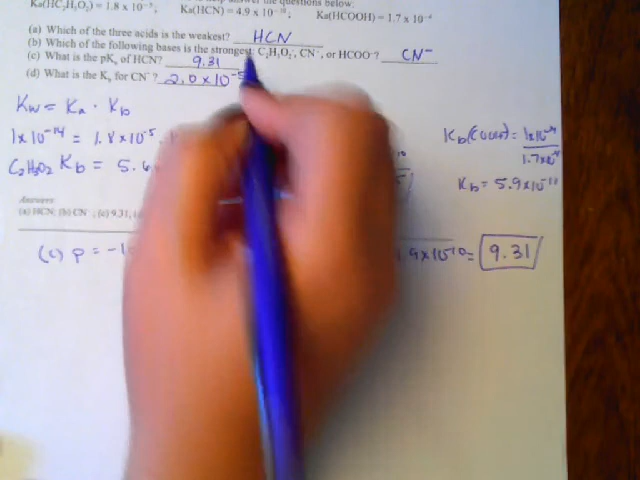 Ka(HC₂H₃O₂) = 1.8 x 10⁻⁵, Ka(HCN) = 4.9 x 10⁻¹⁰, Ka(HCOOH) = 1.7 x 10⁻⁴
(a) Which of the three acids is the weakest? HCN
(b) Which of the following bases is the strongest: C₂H₃O₂⁻, CN⁻, or HCOO⁻? CN⁻
(c) What is the pKₐ of HCN? 9.31
(d) What is the K_b for CN⁻? 2.0 x 10⁻⁵
Kw = Ka · Kb
1x10⁻¹⁴ = 1.8x10⁻⁵ ·
C₂H₃O₂ Kb = 5.6
Kb = 1x10⁻¹⁴
1.7x10⁻⁴
Kb = 5.9x10⁻¹¹
Answers
(a) HCN; (b) CN⁻; (c) 9.31;
(c) p = -
x10⁻¹⁰ = 9.31